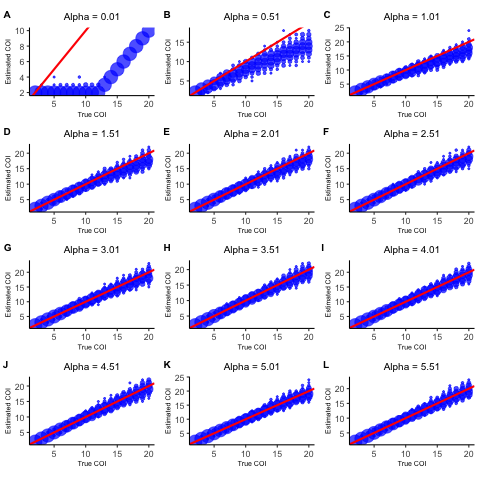 A Alpha = 0.01
Estimated COI
10
8
6
4
2
5 10 15 20
True COI
B Alpha = 0.51
Estimated COI
15
10
5
5 10 15 20
True COI
C Alpha = 1.01
Estimated COI
25
20
15
10
5
5 10 15 20
True COI
D Alpha = 1.51
Estimated COI
20
15
10
5
5 10 15 20
True COI
E Alpha = 2.01
Estimated COI
20
15
10
5
5 10 15 20
True COI
F Alpha = 2.51
Estimated COI
20
15
10
5
5 10 15 20
True COI
G Alpha = 3.01
Estimated COI
20
15
10
5
5 10 15 20
True COI
H Alpha = 3.51
Estimated COI
20
15
10
5
5 10 15 20
True COI
I Alpha = 4.01
Estimated COI
20
15
10
5
5 10 15 20
True COI
J Alpha = 4.51
Estimated COI
20
15
10
5
5 10 15 20
True COI
K Alpha = 5.01
Estimated COI
25
20
15
10
5
5 10 15 20
True COI
L Alpha = 5.51
Estimated COI
20
15
10
5
5 10 15 20
True COI